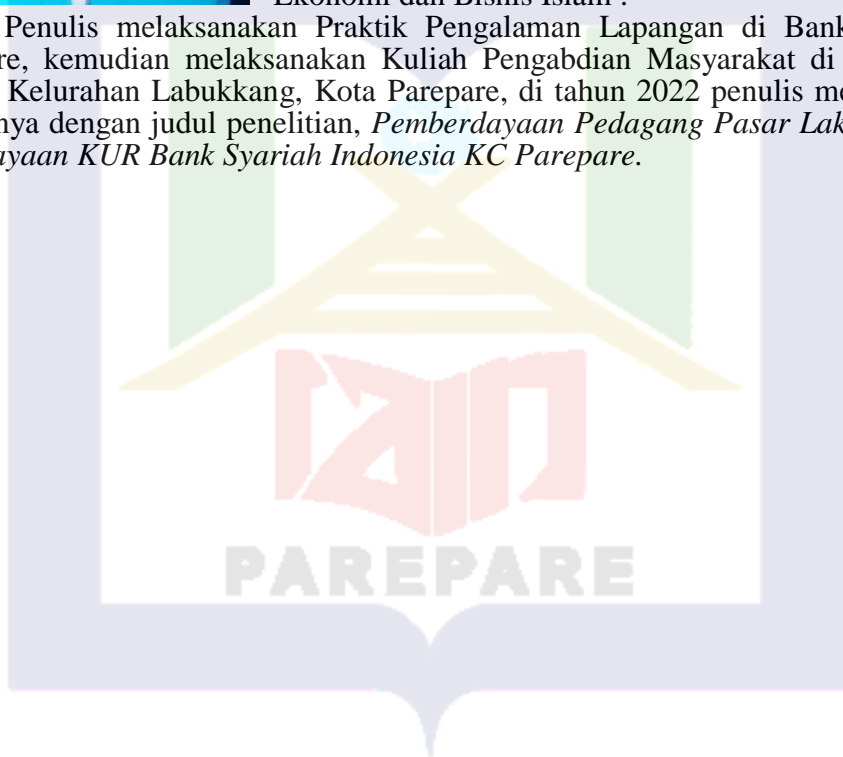 Ekonomi dan Bisnis Islam .
Penulis melaksanakan Praktik Pengalaman Lapangan di Bank
re, kemudian melaksanakan Kuliah Pengabdian Masyarakat di
Kelurahan Labukkang, Kota Parepare, di tahun 2022 penulis me
nya dengan judul penelitian, Pemberdayaan Pedagang Pasar Lak
ayaan KUR Bank Syariah Indonesia KC Parepare.
iain
PAREPARE